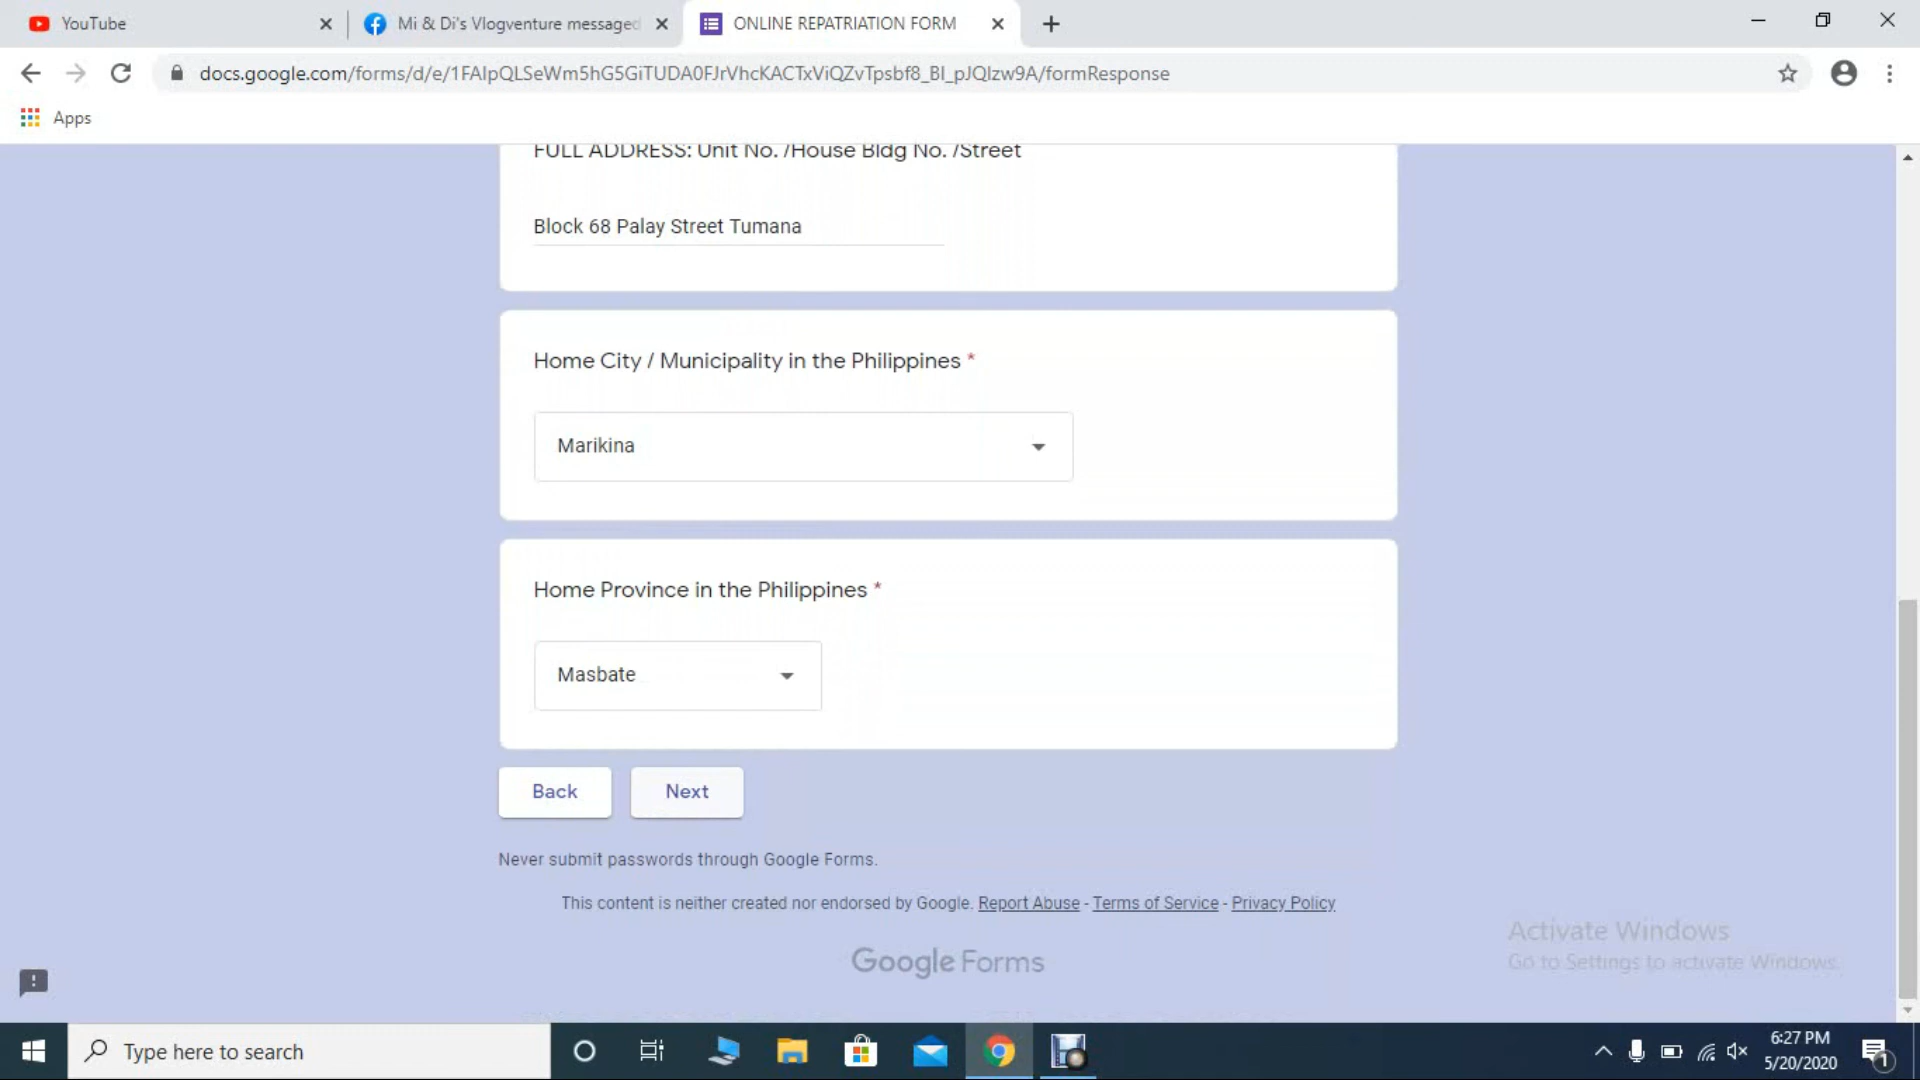 YouTube
Mi & Di's Vlogventure messaged
ONLINE REPATRIATION FORM
docs.google.com/forms/d/e/1FAIpQLSeWm5hG5GiTUDA0FJrVhcKACTxViQZvTpsbf8_BI_pJQIzw9A/formResponse
Apps
FULL ADDRESS: Unit No. /House Bldg No. /Street
Block 68 Palay Street Tumana
Home City / Municipality in the Philippines *
Marikina
Home Province in the Philippines *
Masbate
Back
Next
Never submit passwords through Google Forms.
This content is neither created nor endorsed by Google. Report Abuse - Terms of Service - Privacy Policy
Google Forms
Activate Windows
Go to Settings to activate Windows.
Type here to search
6:27 PM
5/20/2020
1